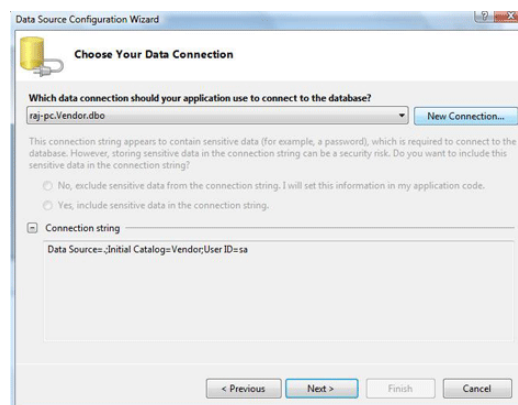 Data Source Configuration Wizard
Choose Your Data Connection
Which data connection should your application use to connect to the database?
raj-pc.Vendor.dbo
New Connection...
This connection string appears to contain sensitive data (for example, a password), which is required to connect to the
database. However, storing sensitive data in the connection string can be a security risk. Do you want to include this
sensitive data in the connection string?
No, exclude sensitive data from the connection string. I will set this information in my application code.
Yes, include sensitive data in the connection string.
Connection string
Data Source=.;Initial Catalog=Vendor;User ID=sa
< Previous
Next >
Finish
Cancel